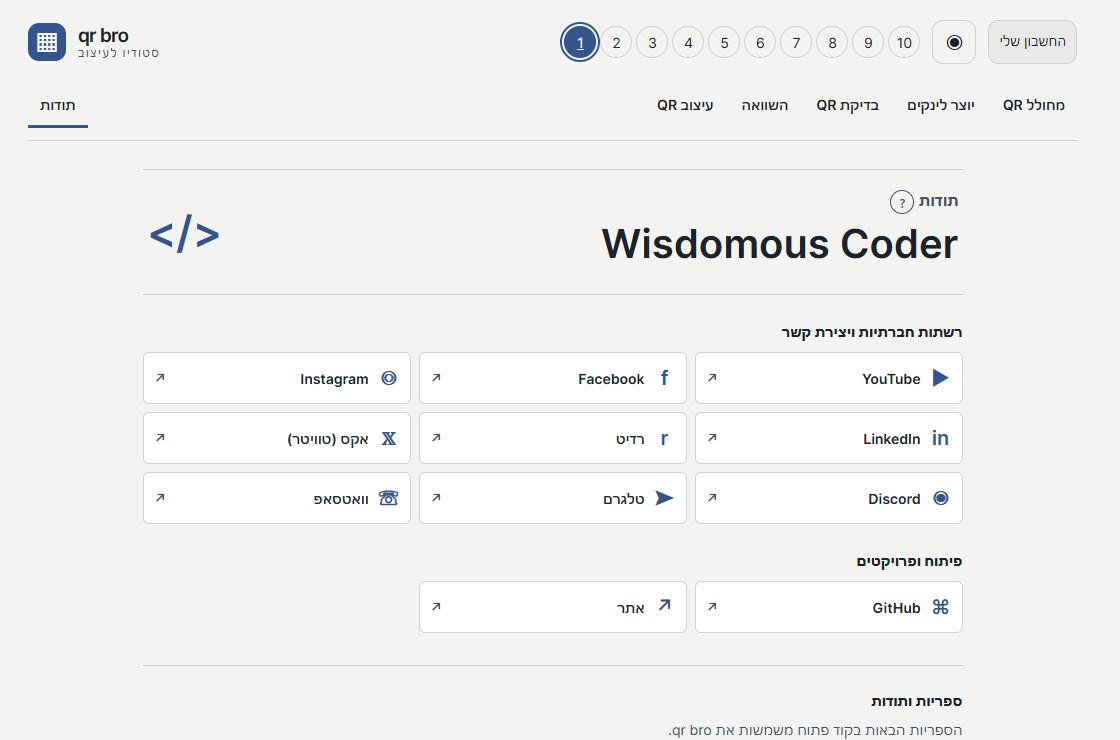 החשבון שלי
10 9 8 7 6 5 4 3 2 1
qr bro
סטודיו לעיצוב
מחולל QR
יוצר לינקים
בדיקת QR
השוואה
עיצוב QR
תודות
תודות ?
Wisdomous Coder
</>
רשתות חברתיות ויצירת קשר
YouTube
f Facebook
Instagram
in LinkedIn
r רדיט
𝕏 אקס (טוויטר)
Discord
טלגרם
וואטסאפ
פיתוח ופרויקטים
⌘ GitHub
אתר
ספריות ותודות
הספריות הבאות בקוד פתוח משמשות את qr bro.